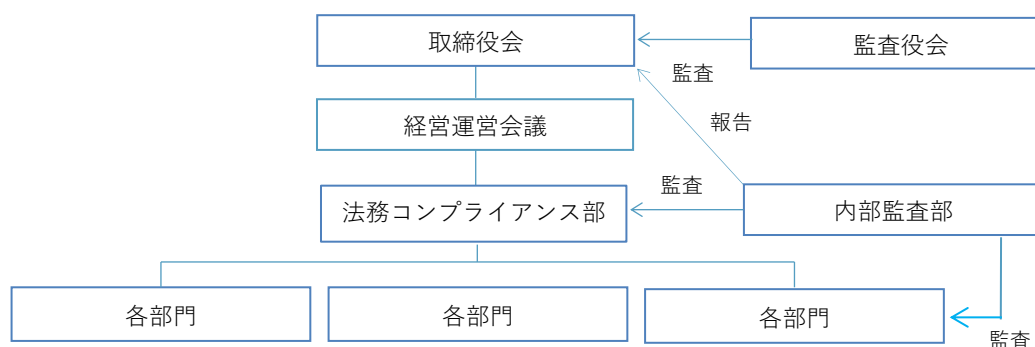 取締役会
監査役会
監査
経営運営会議
報告
監査
法務コンプライアンス部
内部監査部
各部門
各部門
各部門
監査